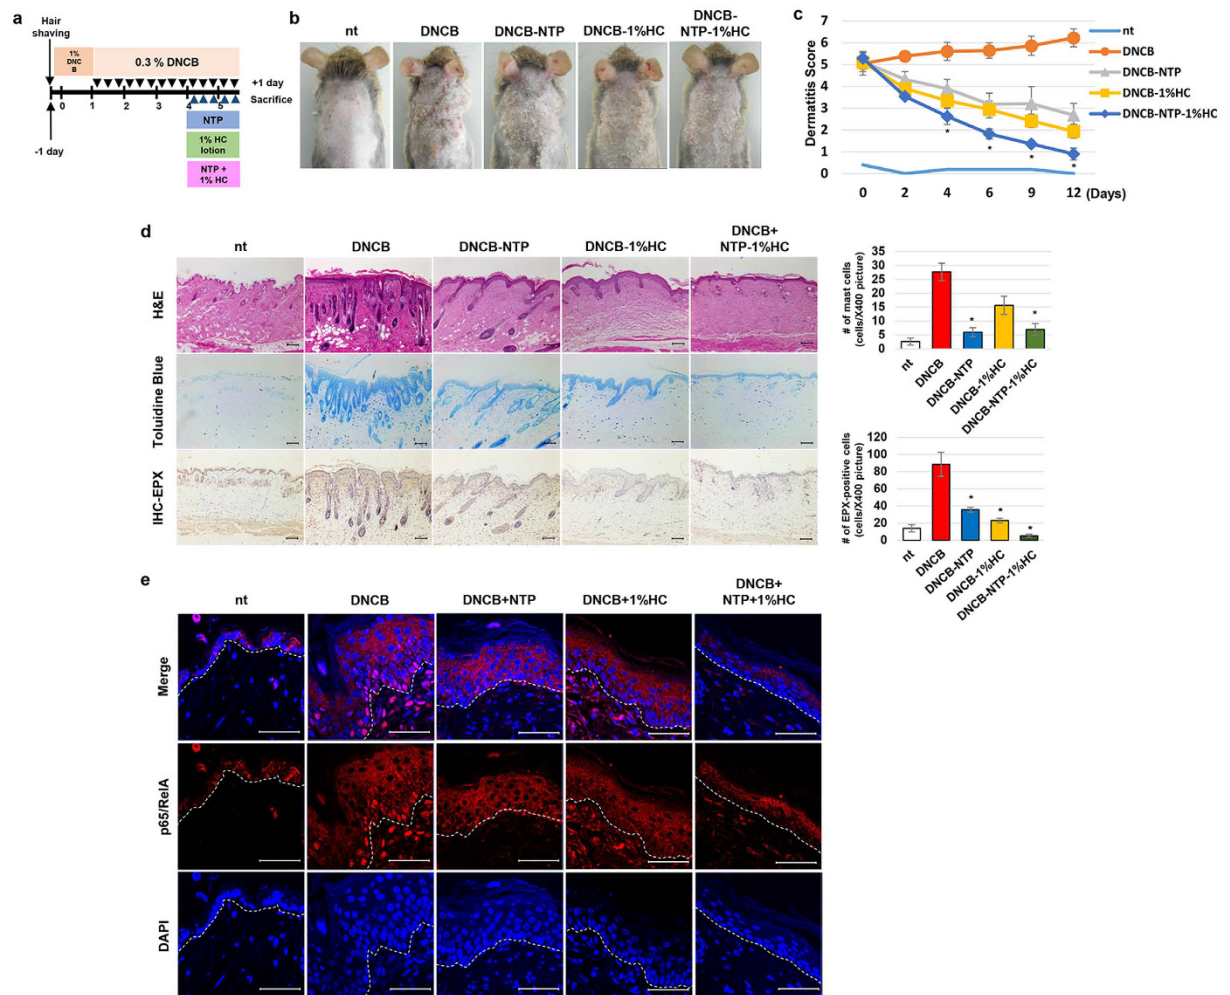 a
Hair
shaving
1%
DNC
B
0.3 % DNCB
+1 day
Sacrifice
0 1 2 3 4 5
NTP
1% HC
lotion
NTP +
1% HC
-1 day
b
nt DNCB DNCB-NTP DNCB-1%HC DNCB-
NTP-1%HC
c
Dermatitis Score
7
6
5
4
3
2
1
0
0 2 4 6 9 12 (Days)
* * * *
nt
DNCB
DNCB-NTP
DNCB-1%HC
DNCB-NTP-1%HC
d
nt DNCB DNCB-NTP DNCB-1%HC DNCB+
NTP-1%HC
H&E
Toluidine Blue
IHC-EPX
# of mast cells
(cells/X400 picture)
35
30
25
20
15
10
5
0
* *
nt DNCB DNCB-NTP DNCB-1%HC DNCB-NTP-1%HC
# of EPX-positive cells
(cells/X400 picture)
120
100
80
60
40
20
0
* * *
nt DNCB DNCB-NTP DNCB-1%HC DNCB-NTP-1%HC
e
nt DNCB DNCB+NTP DNCB+1%HC DNCB+
NTP+1%HC
Merge
p65/RelA
DAPI